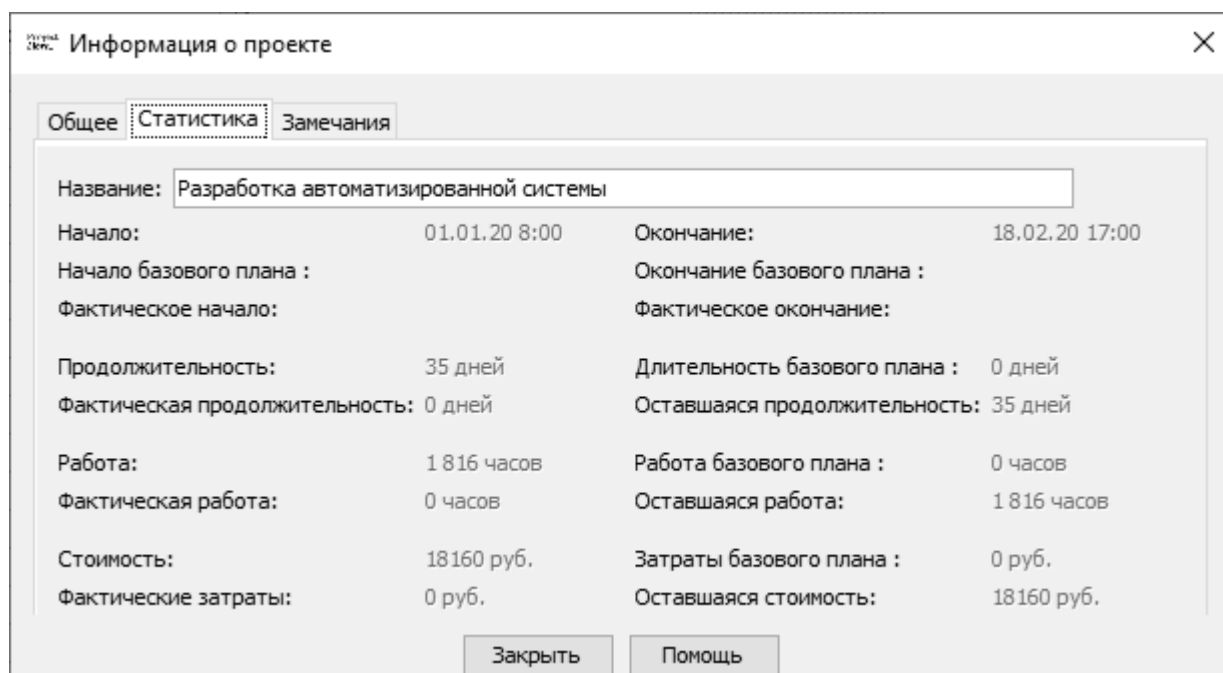 Информация о проекте
Общее Статистика Замечания
Название: Разработка автоматизированной системы
Начало: 01.01.20 8:00 Окончание: 18.02.20 17:00
Начало базового плана : Окончание базового плана :
Фактическое начало: Фактическое окончание:
Продолжительность: 35 дней Длительность базового плана : 0 дней
Фактическая продолжительность: 0 дней Оставшаяся продолжительность: 35 дней
Работа: 1 816 часов Работа базового плана : 0 часов
Фактическая работа: 0 часов Оставшаяся работа: 1 816 часов
Стоимость: 18160 руб. Затраты базового плана : 0 руб.
Фактические затраты: 0 руб. Оставшаяся стоимость: 18160 руб.
Закрыть Помощь